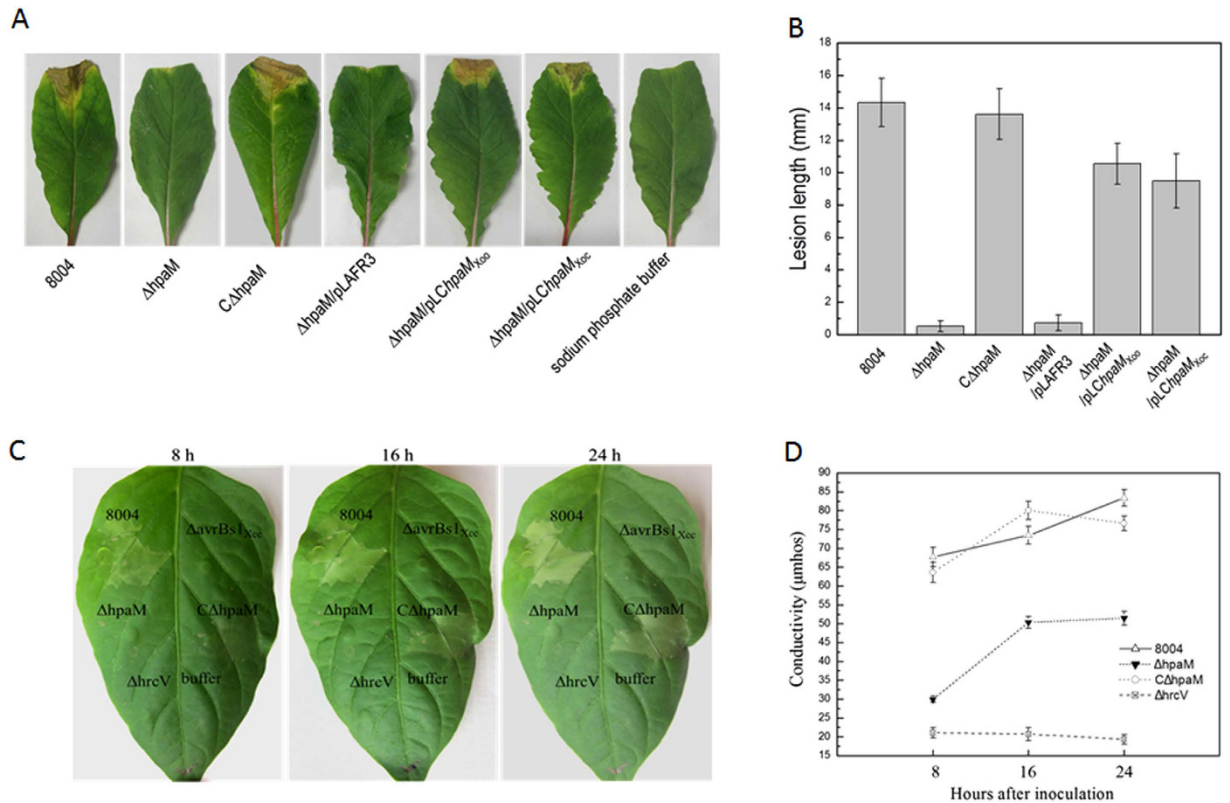 A
8004
ΔhpaM
CΔhpaM
ΔhpaM/pLAFR3
ΔhpaM/pLChpaMXoo
ΔhpaM/pLChpaMXoc
sodium phosphate buffer
B
Lesion length (mm)
18
16
14
12
10
8
6
4
2
0
8004
ΔhpaM
CΔhpaM
ΔhpaM
/pLAFR3
ΔhpaM
/pLChpaMXoo
ΔhpaM
/pLChpaMXoc
C
8 h
16 h
24 h
8004
ΔavrBs1Xcc
ΔhpaM
CΔhpaM
ΔhrcV
buffer
8004
ΔavrBs1Xcc
ΔhpaM
CΔhpaM
ΔhrcV
buffer
8004
ΔavrBs1Xcc
ΔhpaM
CΔhpaM
ΔhrcV
buffer
D
Conductivity (µmhos)
90
85
80
75
70
65
60
55
50
45
40
35
30
25
20
15
8004
ΔhpaM
CΔhpaM
ΔhrcV
8
16
24
Hours after inoculation